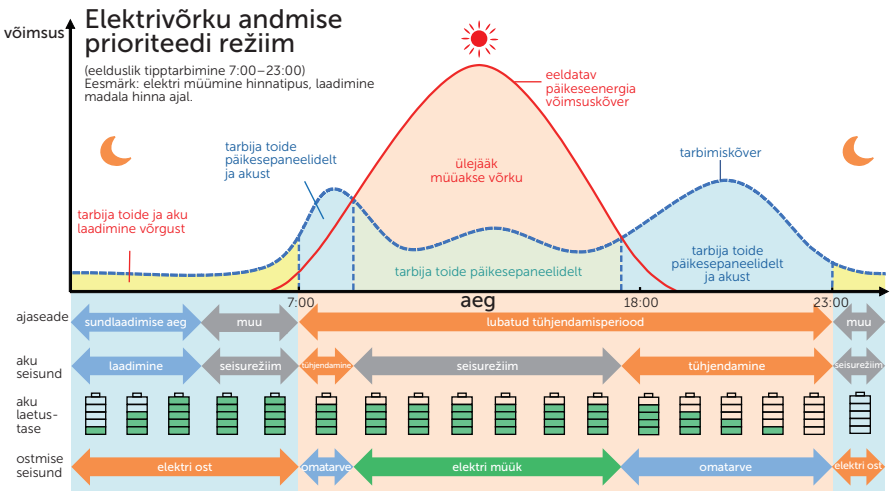 Elektrivõrku andmise
prioriteedi režiim
(eelduslik tipptarbimine 7:00–23:00)
Eesmärk: elektri müümine hinnatipus, laadimine
madala hinna ajal.
võimsus
eeldatav
päikeseenergia
võimsuskõver
tarbija toide
päikesepaneelidelt
ja akust
ülejääk
müüakse võrku
tarbimiskõver
tarbija toide ja aku
laadimine võrgust
tarbija toide päikesepaneelidelt
tarbija toide
päikesepaneelidelt
ja akust
7:00
aeg
18:00
23:00
ajaseade
sundlaadimise aeg
muu
lubatud tühjendamisperiood
muu
aku
seisund
laadimine
seisurežiim
tühjendamine
seisurežiim
tühjendamine
seisurežiim
aku
laetus-
tase
ostmise
seisund
elektri ost
omatarve
elektri müük
omatarve
elektri ost